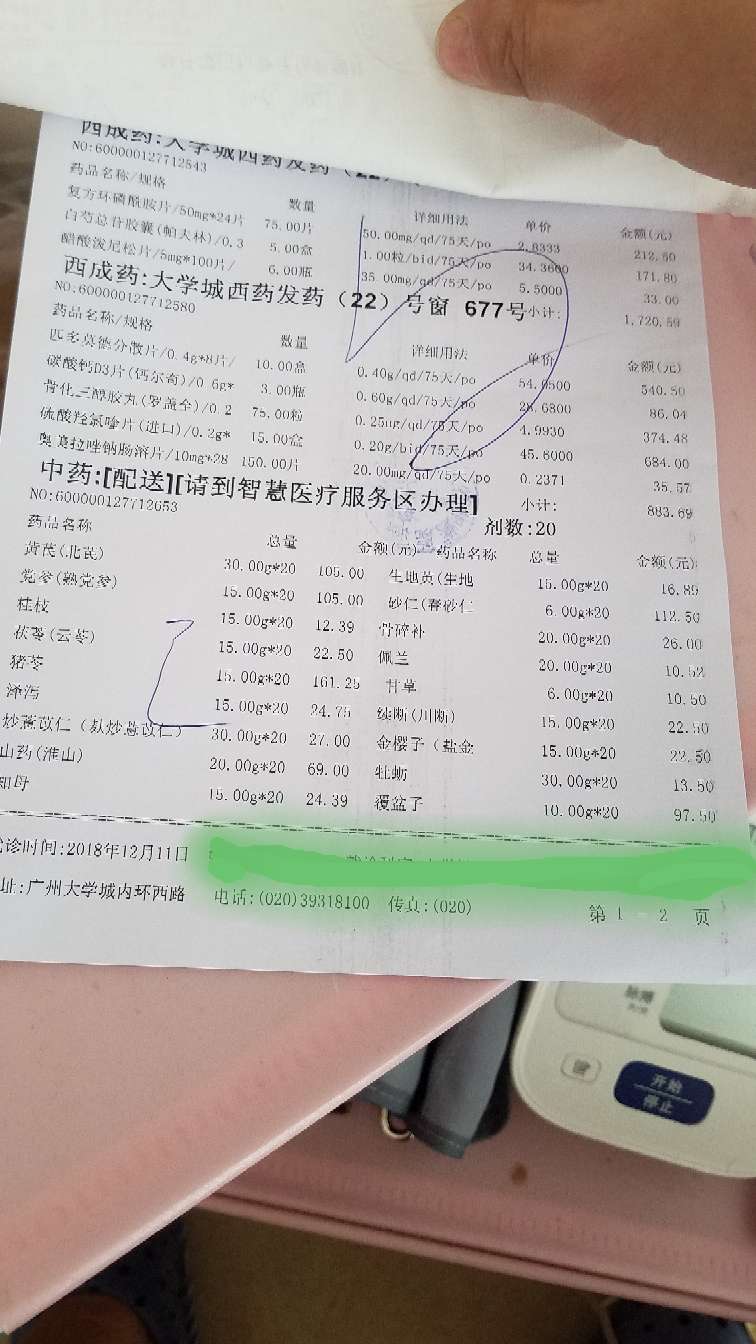 西成药:大学城西药发药（22）
NO:600000127712543
药品名称/规格 数量 详细用法 单价 金额(元)
复方环磷酰胺片/50mg*24片 75.00片 50.00mg/qd/75天/po 2.8333 212.50
白芍总苷胶囊(帕夫林)/0.3 5.00盒 1.00粒/bid/75天/po 34.3600 171.80
醋酸泼尼松片/5mg*100片/ 6.00瓶 35.00mg/qd/75天/po 5.5000 33.00
小计: 1,720.59
西成药:大学城西药发药（22）号窗 677号
NO:600000127712580
药品名称/规格 数量 详细用法 单价 金额(元)
匹多莫德分散片/0.4g*8片/ 10.00盒 0.40g/qd/75天/po 54.0500 540.50
碳酸钙D3片(钙尔奇)/0.6g* 3.00瓶 0.60g/qd/75天/po 28.6800 86.04
骨化三醇胶丸(罗盖全)/0.2 75.00粒 0.25ug/qd/75天/po 4.9930 374.48
硫酸羟氯喹片(进口)/0.2g* 15.00盒 0.20g/bid/75天/po 45.6000 684.00
奥美拉唑钠肠溶片/10mg*28 150.00片 20.00mg/qd/75天/po 0.2371 35.57
小计: 883.69
中药:[配送][请到智慧医疗服务区办理]
NO:600000127712653 剂数:20
药品名称 总量 金额(元) 药品名称 总量 金额(元)
黄芪(北芪) 30.00g*20 105.00 生地黄(生地 15.00g*20 16.89
党参(熟党参) 15.00g*20 105.00 砂仁(春砂仁 6.00g*20 112.50
桂枝 15.00g*20 12.39 骨碎补 20.00g*20 26.00
茯苓(云苓) 15.00g*20 22.50 佩兰 20.00g*20 10.52
猪苓 15.00g*20 161.25 甘草 6.00g*20 10.50
泽泻 15.00g*20 24.75 续断(川断) 15.00g*20 22.50
炒薏苡仁（麸炒薏苡仁） 30.00g*20 27.00 金樱子（盐金 15.00g*20 22.50
山药(淮山) 20.00g*20 69.00 牡蛎 30.00g*20 13.50
知母 15.00g*20 24.39 覆盆子 10.00g*20 97.50
诊时间:2018年12月11日
址:广州大学城内环西路 电话:(020)39318100 传真:(020) 第 1 - 2 页
开始
停止